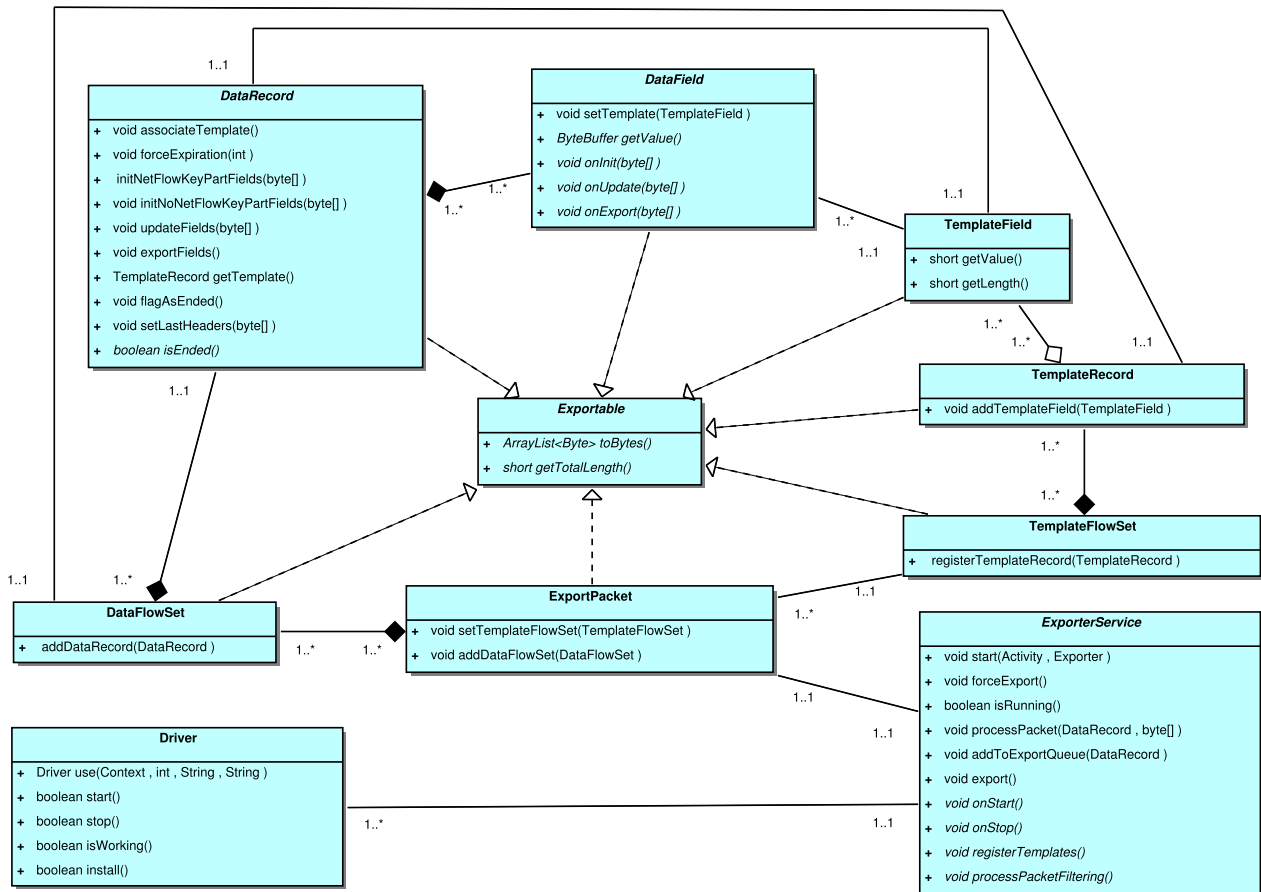 1..1
DataRecord
+ void associateTemplate()
+ void forceExpiration(int )
+ initNetFlowKeyPartFields(byte[] )
+ void initNoNetFlowKeyPartFields(byte[] )
+ void updateFields(byte[] )
+ void exportFields()
+ TemplateRecord getTemplate()
+ void flagAsEnded()
+ void setLastHeaders(byte[] )
+ boolean isEnded()
DataField
+ void setTemplate(TemplateField )
+ ByteBuffer getValue()
+ void onInit(byte[] )
+ void onUpdate(byte[] )
+ void onExport(byte[] )
1..*
1..*
1..*
1..1
1..1
TemplateField
+ short getValue()
+ short getLength()
1..*
1..*
1..1
TemplateRecord
+ void addTemplateField(TemplateField )
1..1
Exportable
+ ArrayList<Byte> toBytes()
+ short getTotalLength()
1..*
1..*
TemplateFlowSet
+ registerTemplateRecord(TemplateRecord )
1..1
1..*
DataFlowSet
+ addDataRecord(DataRecord )
1..*
1..*
ExportPacket
+ void setTemplateFlowSet(TemplateFlowSet )
+ void addDataFlowSet(DataFlowSet )
1..*
1..1
1..1
1..1
ExporterService
+ void start(Activity , Exporter )
+ void forceExport()
+ boolean isRunning()
+ void processPacket(DataRecord , byte[] )
+ void addToExportQueue(DataRecord )
+ void export()
+ void onStart()
+ void onStop()
+ void registerTemplates()
+ void processPacketFiltering()
Driver
+ Driver use(Context , int , String , String )
+ boolean start()
+ boolean stop()
+ boolean isWorking()
+ boolean install()
1..*
1..1